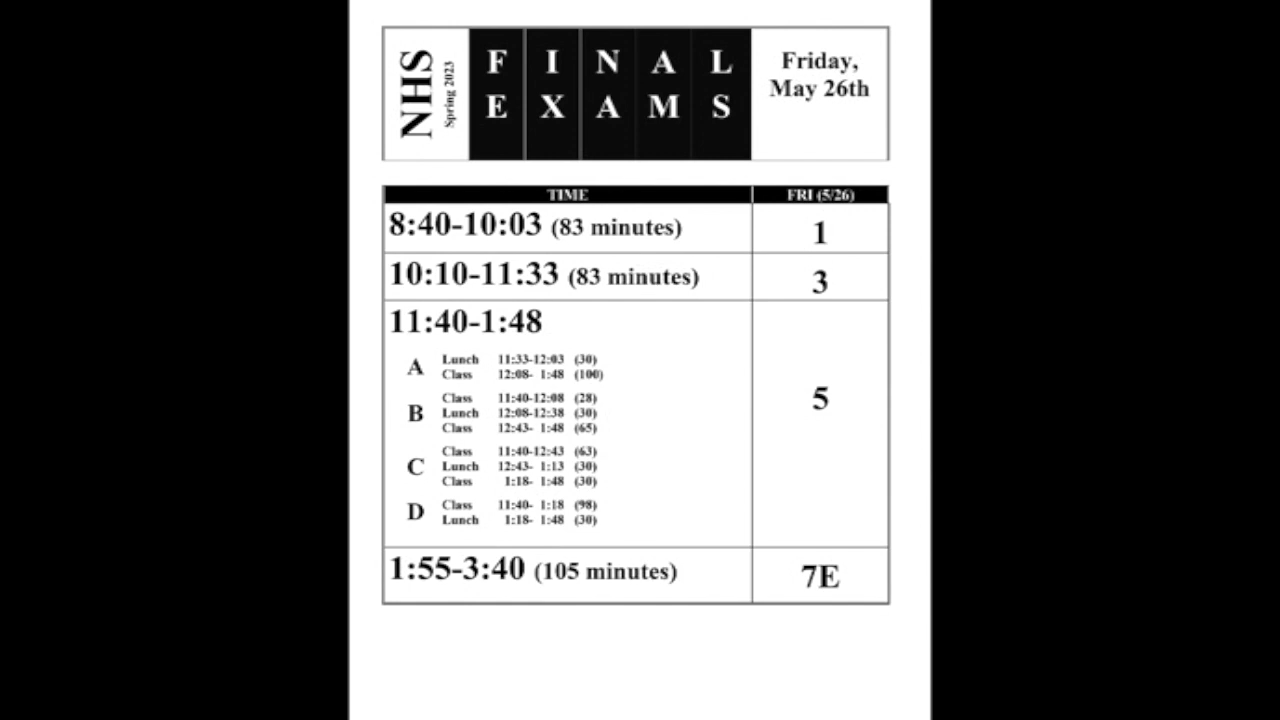 NHS
Spring 2023
F I N A L
E X A M S
Friday,
May 26th
TIME FRI (5/26)
8:40-10:03 (83 minutes) 1
10:10-11:33 (83 minutes) 3
11:40-1:48
5
A
Lunch 11:33-12:03 (30)
Class 12:08- 1:48 (100)
B
Class 11:40-12:08 (28)
Lunch 12:08-12:38 (30)
Class 12:43- 1:48 (65)
C
Class 11:40-12:43 (63)
Lunch 12:43- 1:13 (30)
Class 1:18- 1:48 (30)
D
Class 11:40- 1:18 (98)
Lunch 1:18- 1:48 (30)
1:55-3:40 (105 minutes) 7E